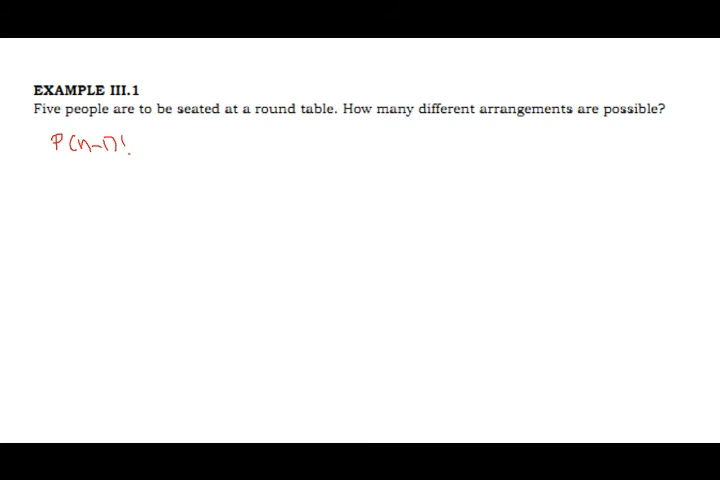 EXAMPLE III.1
Five people are to be seated at a round table. How many different arrangements are possible?
P(n-1)!